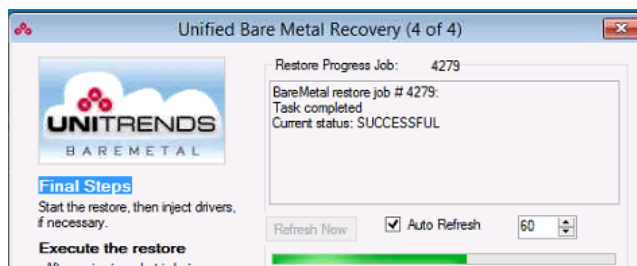 Unified Bare Metal Recovery (4 of 4)
UNITRENDS
BAREMETAL
Final Steps
Start the restore, then inject drivers,
if necessary.
Execute the restore
Restore Progress Job: 4279
BareMetal restore job # 4279:
Task completed
Current status: SUCCESSFUL
Refresh Now
Auto Refresh
60